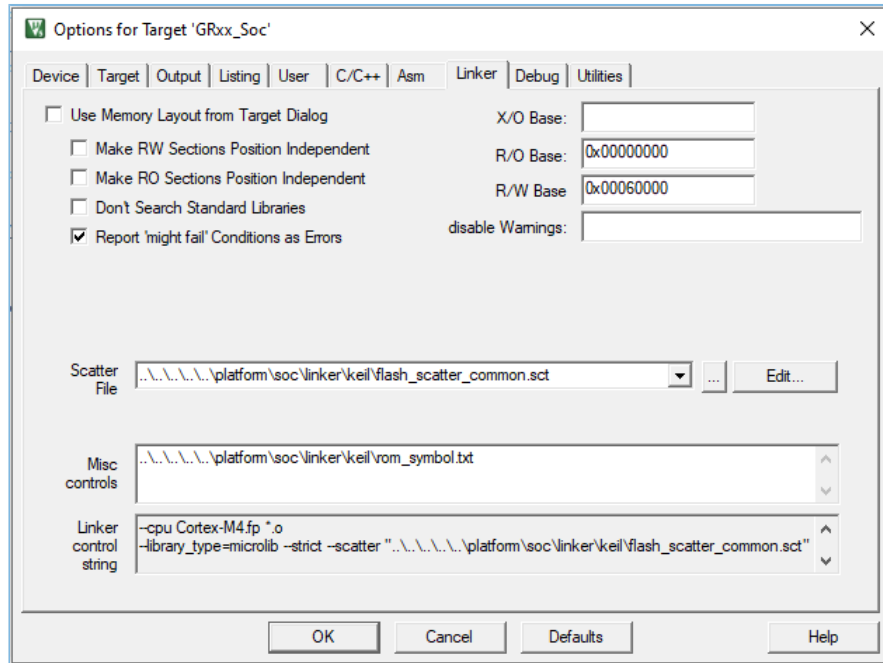 Options for Target 'GRxx_Soc'
Device Target Output Listing User C/C++ Asm Linker Debug Utilities
Use Memory Layout from Target Dialog
Make RW Sections Position Independent
Make RO Sections Position Independent
Don't Search Standard Libraries
Report 'might fail' Conditions as Errors
X/O Base:
R/O Base: 0x00000000
R/W Base 0x00060000
disable Warnings:
Scatter
File
..\..\..\..\..\platform\soc\linker\keil\flash_scatter_common.sct
...
Edit...
Misc
controls
..\..\..\..\..\platform\soc\linker\keil\rom_symbol.txt
Linker
control
string
--cpu Cortex-M4.fp *.o
--library_type=microlib --strict --scatter "..\..\..\..\..\platform\soc\linker\keil\flash_scatter_common.sct"
OK Cancel Defaults Help